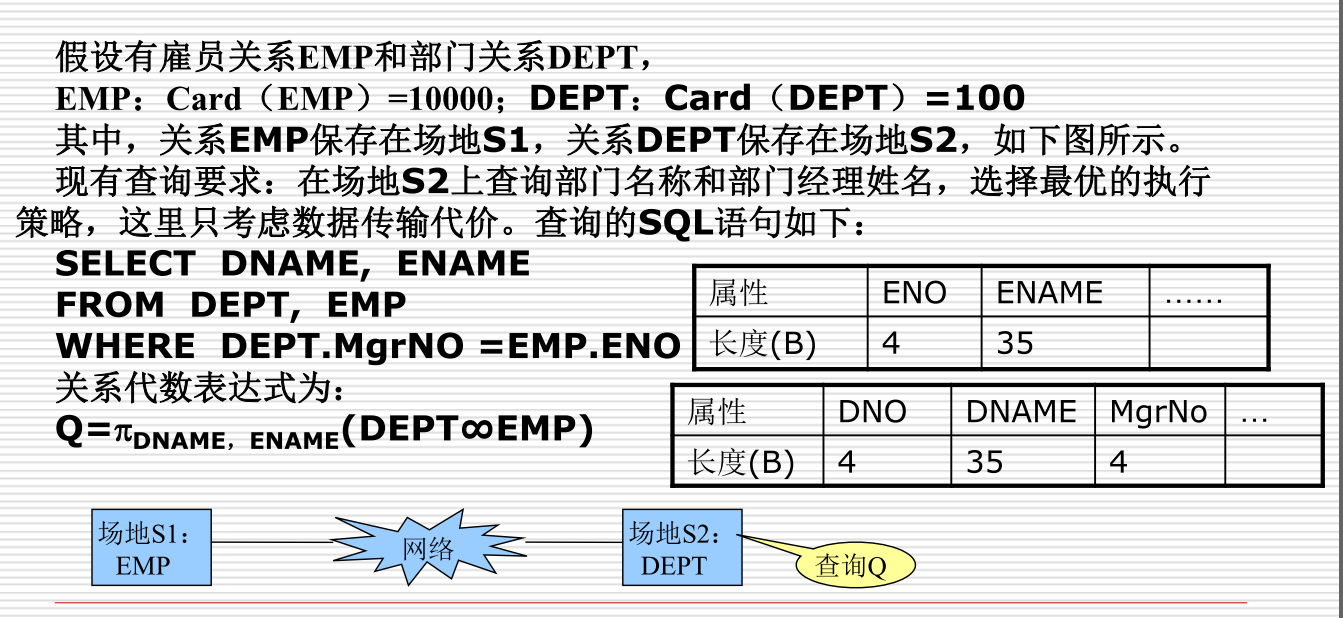 假设有雇员关系EMP和部门关系DEPT，
EMP：Card（EMP）=10000；DEPT：Card（DEPT）=100
其中，关系EMP保存在场地S1，关系DEPT保存在场地S2，如下图所示。
现有查询要求：在场地S2上查询部门名称和部门经理姓名，选择最优的执行
策略，这里只考虑数据传输代价。查询的SQL语句如下：
SELECT DNAME, ENAME
FROM DEPT, EMP
WHERE DEPT.MgrNO =EMP.ENO
关系代数表达式为：
Q=πDNAME，ENAME(DEPT∞EMP)
属性 ENO ENAME ……
长度(B) 4 35
属性 DNO DNAME MgrNo …
长度(B) 4 35 4
场地S1：
EMP
网络
场地S2：
DEPT
查询Q